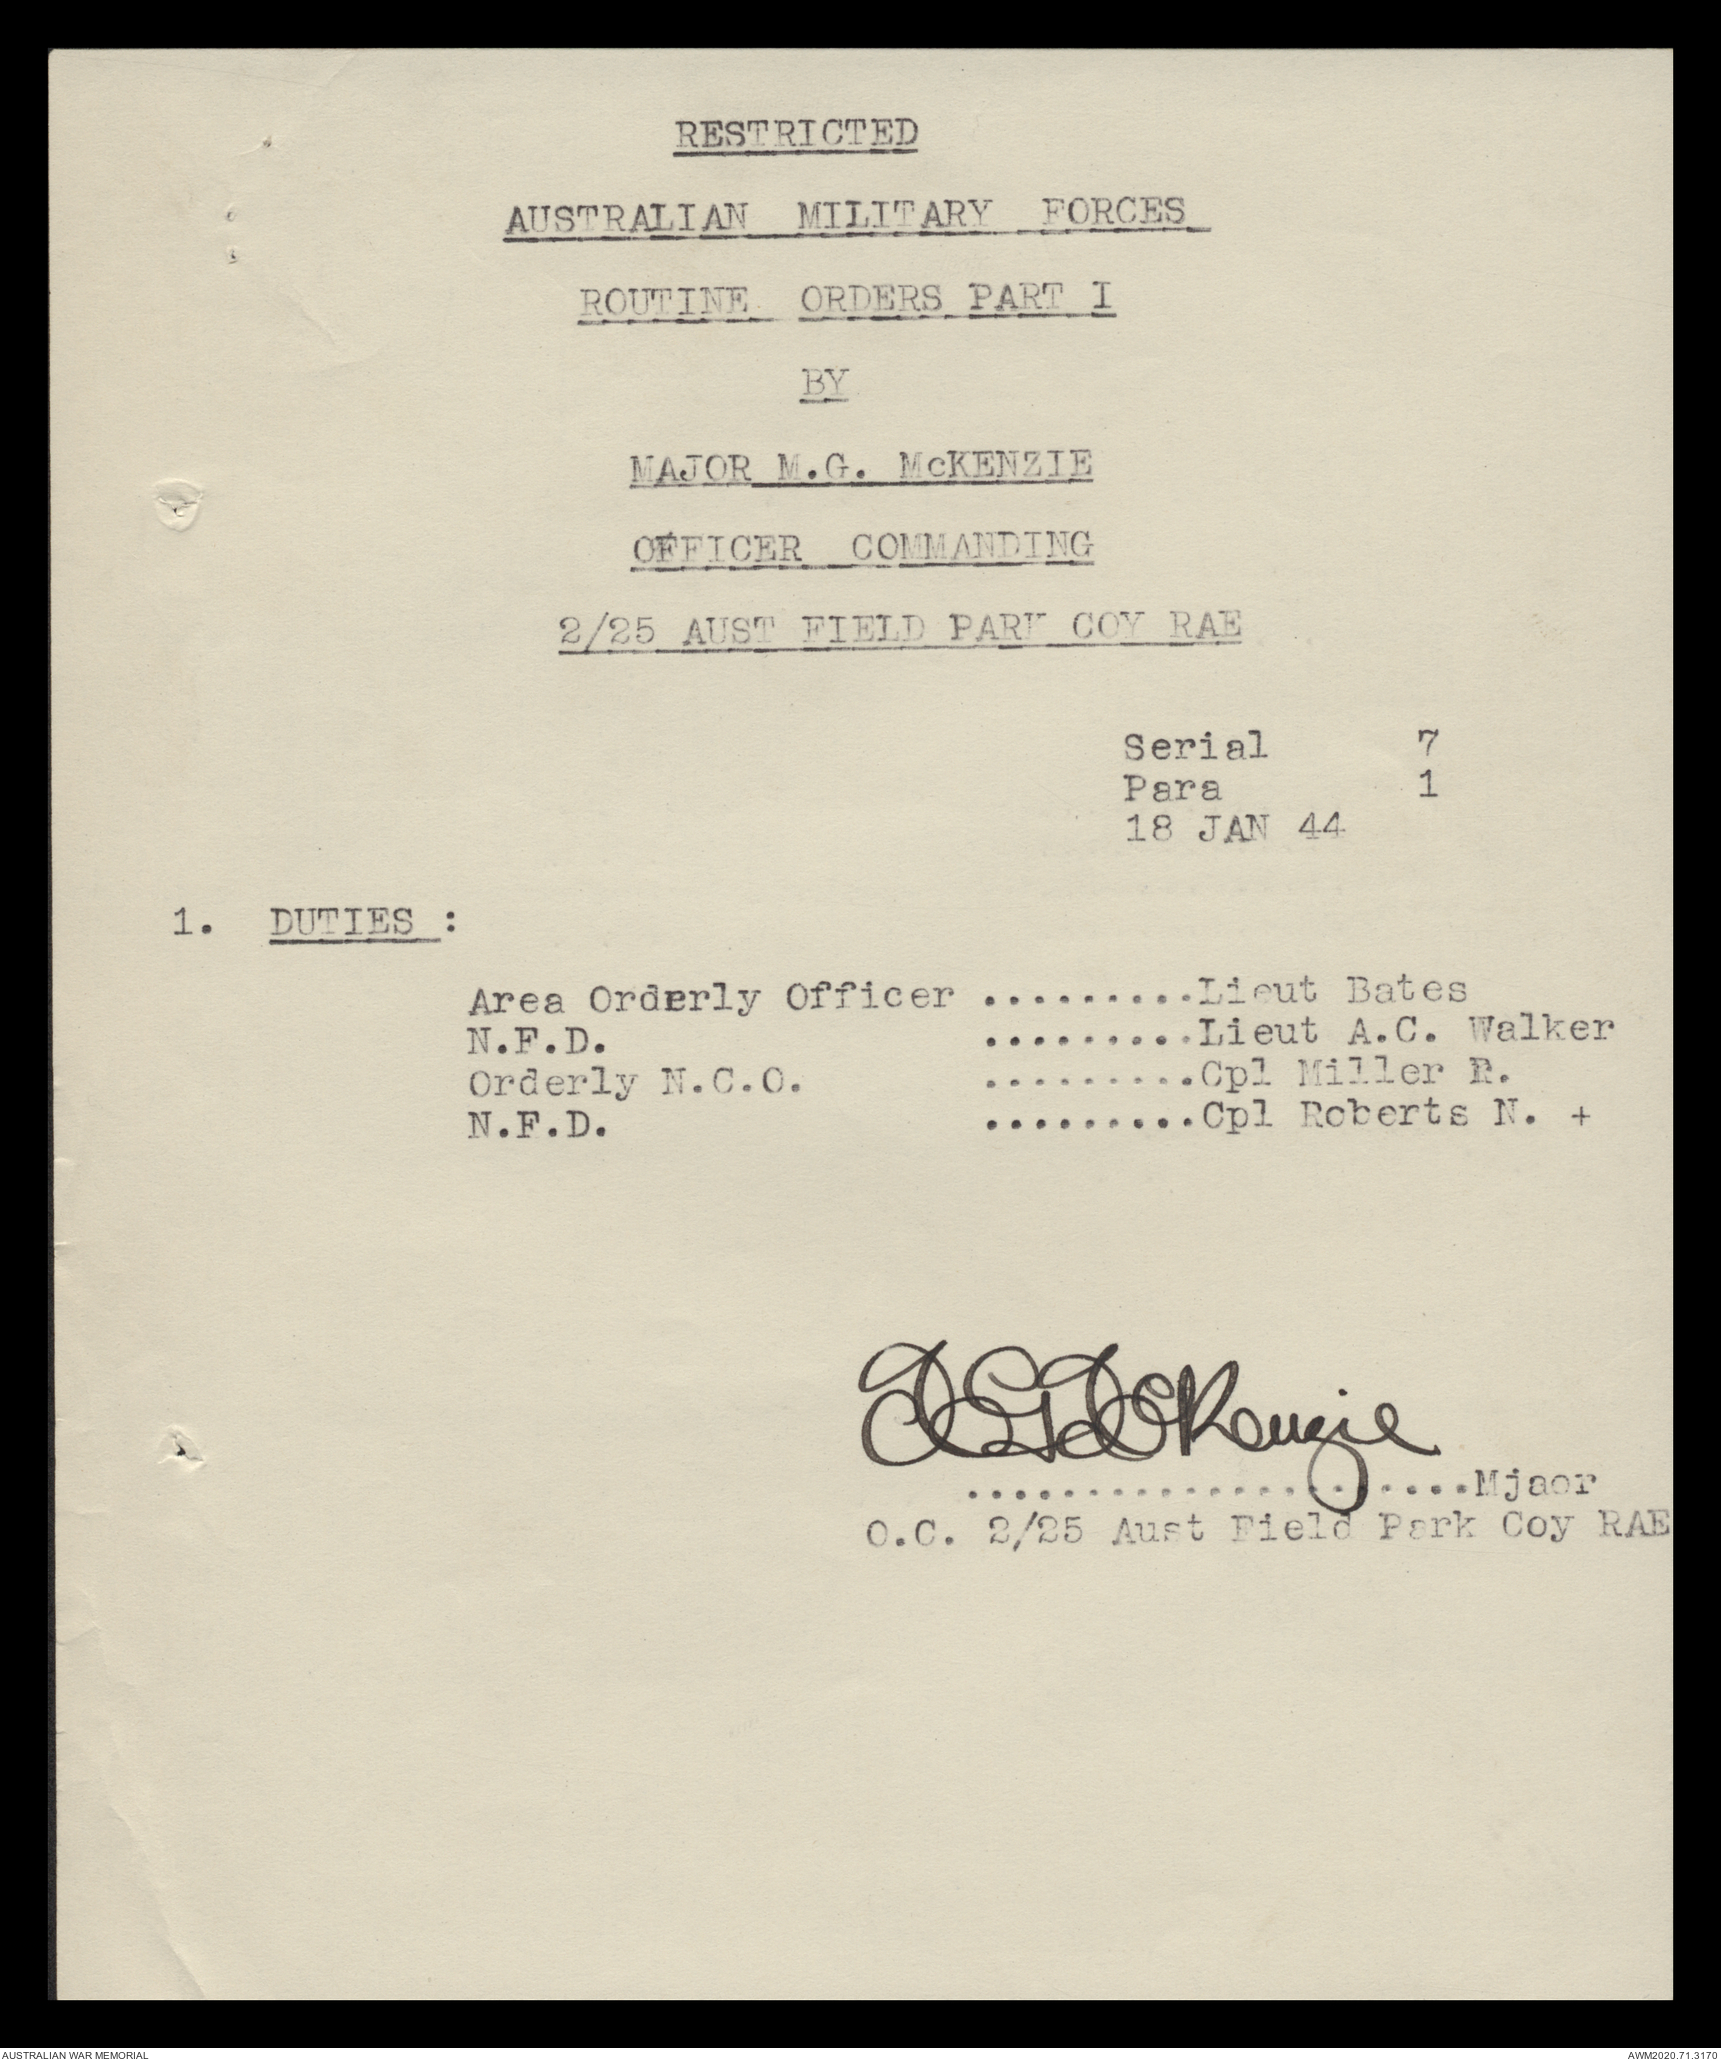 RESTRICTED
AUSTRALIAN MILITARY FORCES
ROUTINE ORDERS PART I
BY
MAJOR M.G. McKENZIE
OFFICER COMMANDING
2/25 AUST FIELD PARK COY RAE
Serial 7
Para 1
18 JAN 44
1. DUTIES :
Area Orderly Officer .........Lieut Bates
N.F.D. .........Lieut A.C. Walker
Orderly N.C.O. .........Cpl Miller R.
N.F.D. .........Cpl Roberts N. +
MG McKenzie
.....................Mjaor
O.C. 2/25 Aust Field Park Coy RAE
AUSTRALIAN WAR MEMORIAL
AWM2020.71.3170